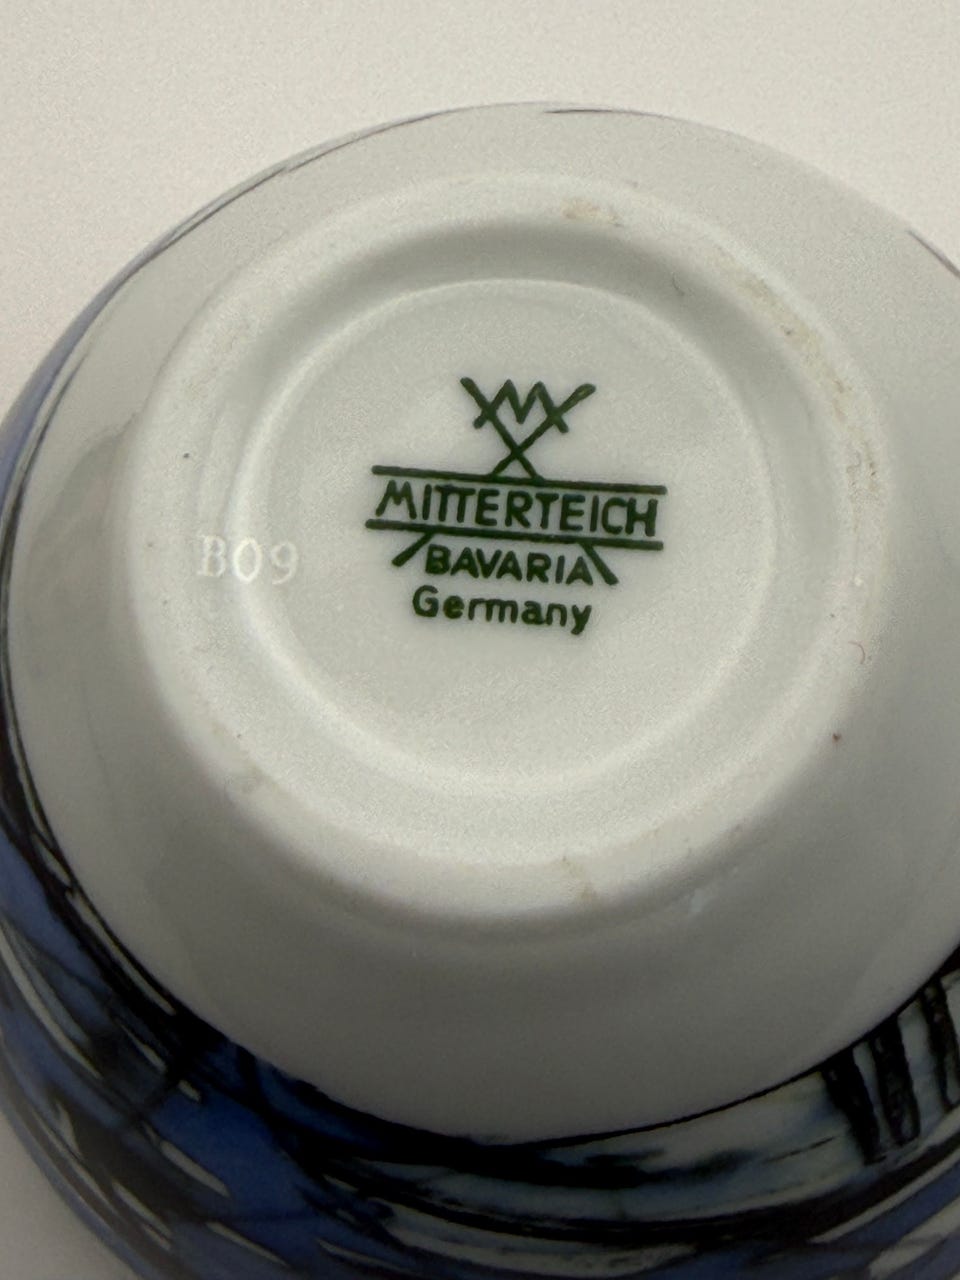 M
MITTERTEICH
BAVARIA
Germany
B09